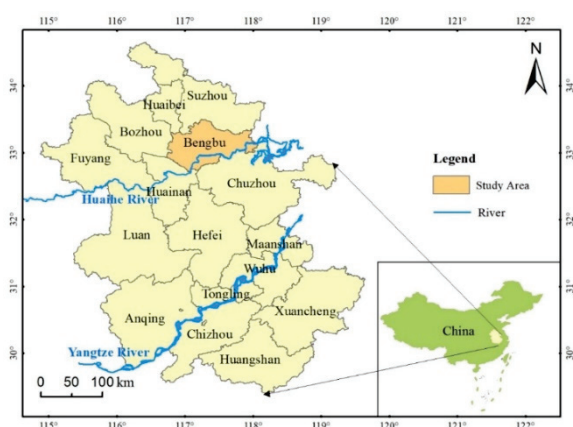 115° 116° 117° 118° 119° 120° 121° 122°
N
34°
Suzhou
Huaibei
Bozhou
Bengbu
33°
Fuyang
Legend
Study Area
River
Huainan
Chuzhou
Huaihe River
32°
Luan
Hefei
Maanshan
Wuhu
31°
Tongling
Anqing
Xuancheng
Chizhou
China
30°
Yangtze River
Huangshan
0 50 100 km
115° 116° 117° 118° 119° 120° 121° 122°
34°
33°
32°
31°
30°